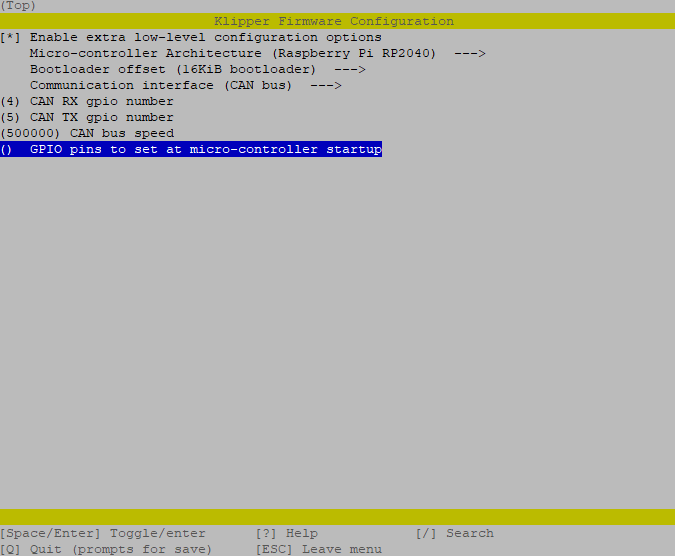 (Top)
Klipper Firmware Configuration
[*] Enable extra low-level configuration options
Micro-controller Architecture (Raspberry Pi RP2040)  --->
Bootloader offset (16KiB bootloader)  --->
Communication interface (CAN bus)  --->
(4) CAN RX gpio number
(5) CAN TX gpio number
(500000) CAN bus speed
()  GPIO pins to set at micro-controller startup
[Space/Enter] Toggle/enter [?] Help [/] Search
[Q] Quit (prompts for save) [ESC] Leave menu